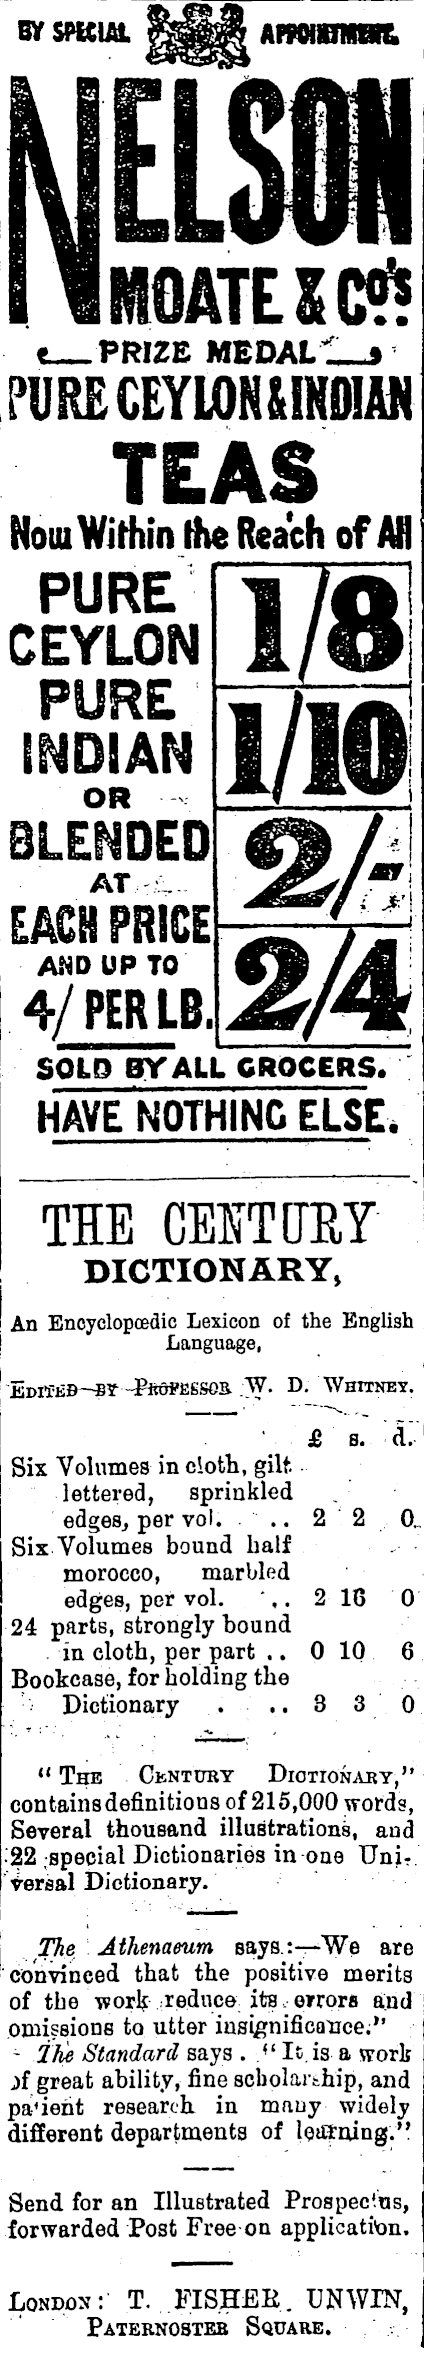 BY SPECIAL APPOINTMENT.
NELSON
MOATE & CO'S
PRIZE MEDAL
PURE CEYLON & INDIAN
TEAS
Now Within the Reach of All
PURE
CEYLON
PURE
INDIAN
OR
BLENDED
AT
EACH PRICE
AND UP TO
4/ PER LB.
1/8
1/10
2/-
2/4
SOLD BY ALL GROCERS.
HAVE NOTHING ELSE.
THE CENTURY
DICTIONARY,
An Encyclopœdic Lexicon of the English
Language,
EDITED BY PROFESSOR W. D. WHITNEY.
£ s. d.
Six Volumes in cloth, gilt
lettered, sprinkled
edges, per vol. .. 2 2 0
Six Volumes bound half
morocco, marbled
edges, per vol. .. 2 16 0
24 parts, strongly bound
in cloth, per part .. 0 10 6
Bookcase, for holding the
Dictionary . .. 3 3 0
"THE CENTURY DICTIONARY,"
contains definitions of 215,000 words,
Several thousand illustrations, and
22 special Dictionaries in one Uni-
versal Dictionary.
The Athenaeum says:—We are
convinced that the positive merits
of the work reduce its errors and
omissions to utter insignificance."
The Standard says. "It is a work
of great ability, fine scholarship, and
patient research in many widely
different departments of learning."
Send for an Illustrated Prospectus,
forwarded Post Free on application.
LONDON: T. FISHER UNWIN,
PATERNOSTER SQUARE.